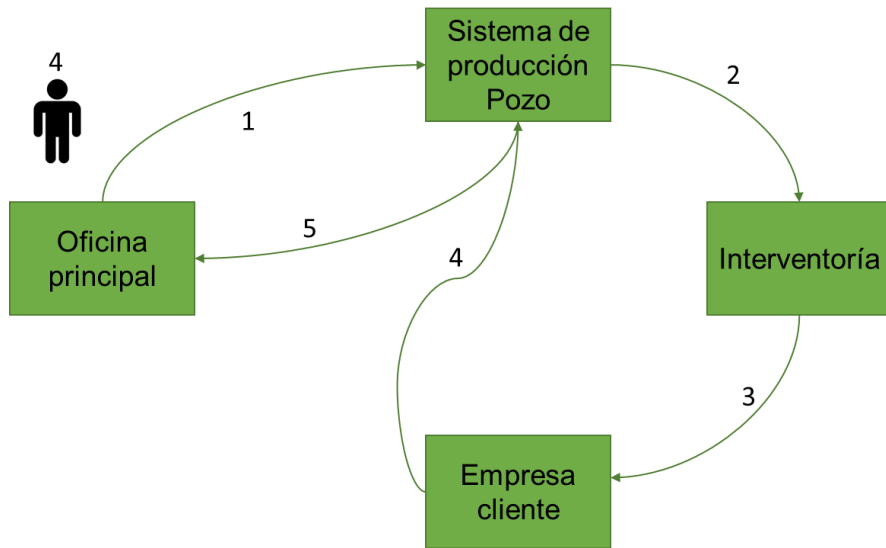 Sistema de
producción
Pozo
4
1
2
5
Oficina
principal
4
Interventoría
3
Empresa
cliente